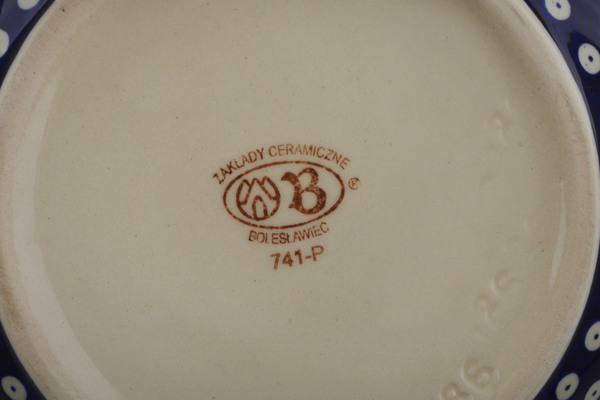 ZAKŁADY CERAMICZNE
B ®
BOLESŁAWIEC
741-P